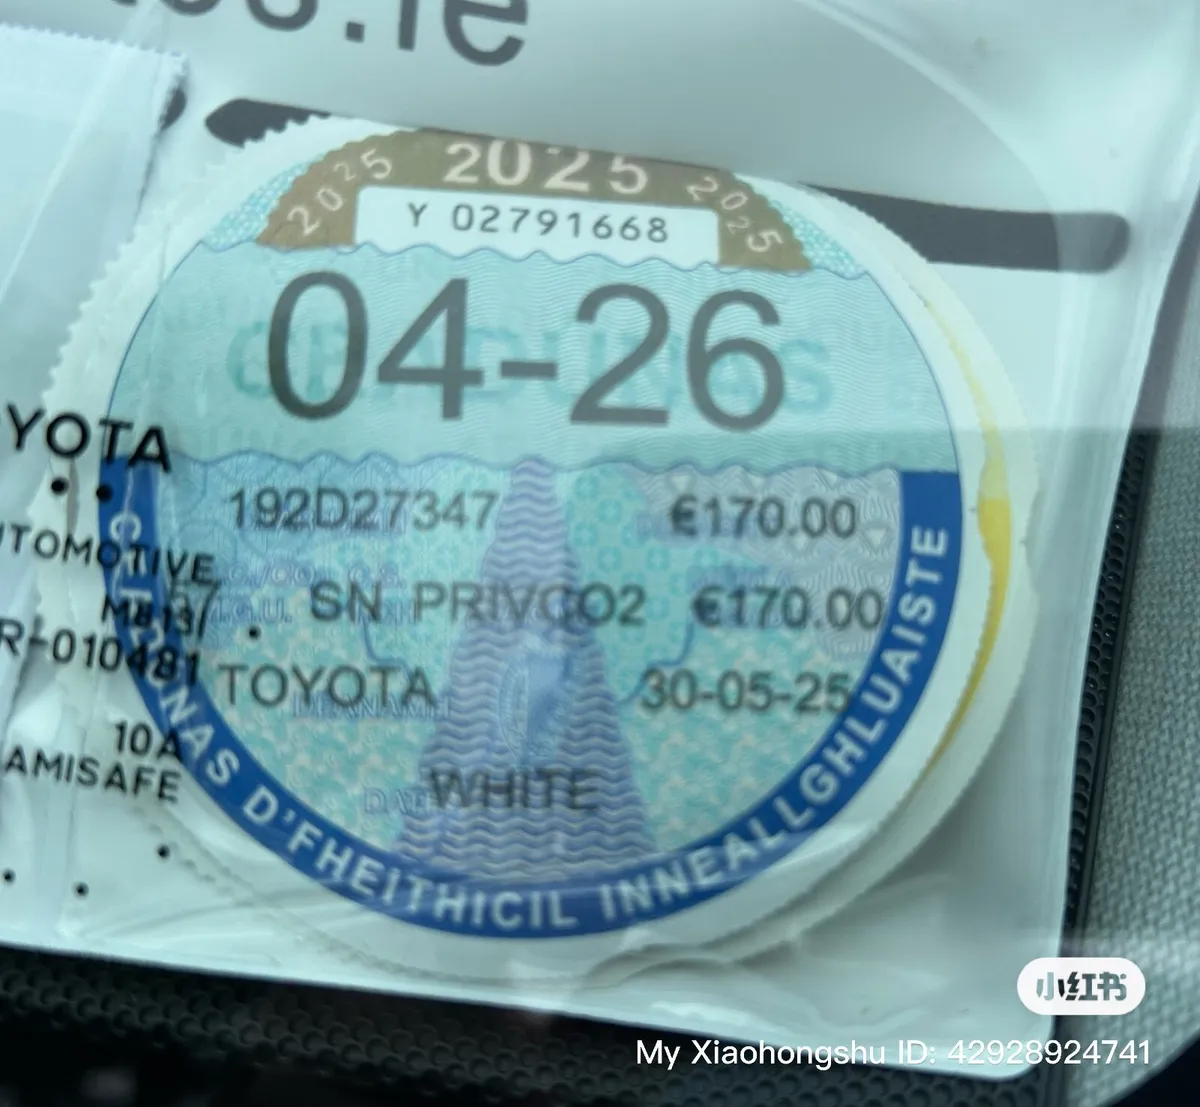 .ie
2025 2025 2025
Y 02791668
04-26
192D27347 €170.00
SN PRIVCO2 €170.00
TOYOTA 30-05-25
WHITE
D'FHEITHICIL INNEALLGHLUAISTE
YOTA
UTOMOTIVE
R-010481
10A
AMISAFE
小红书
My Xiaohongshu ID: 42928924741